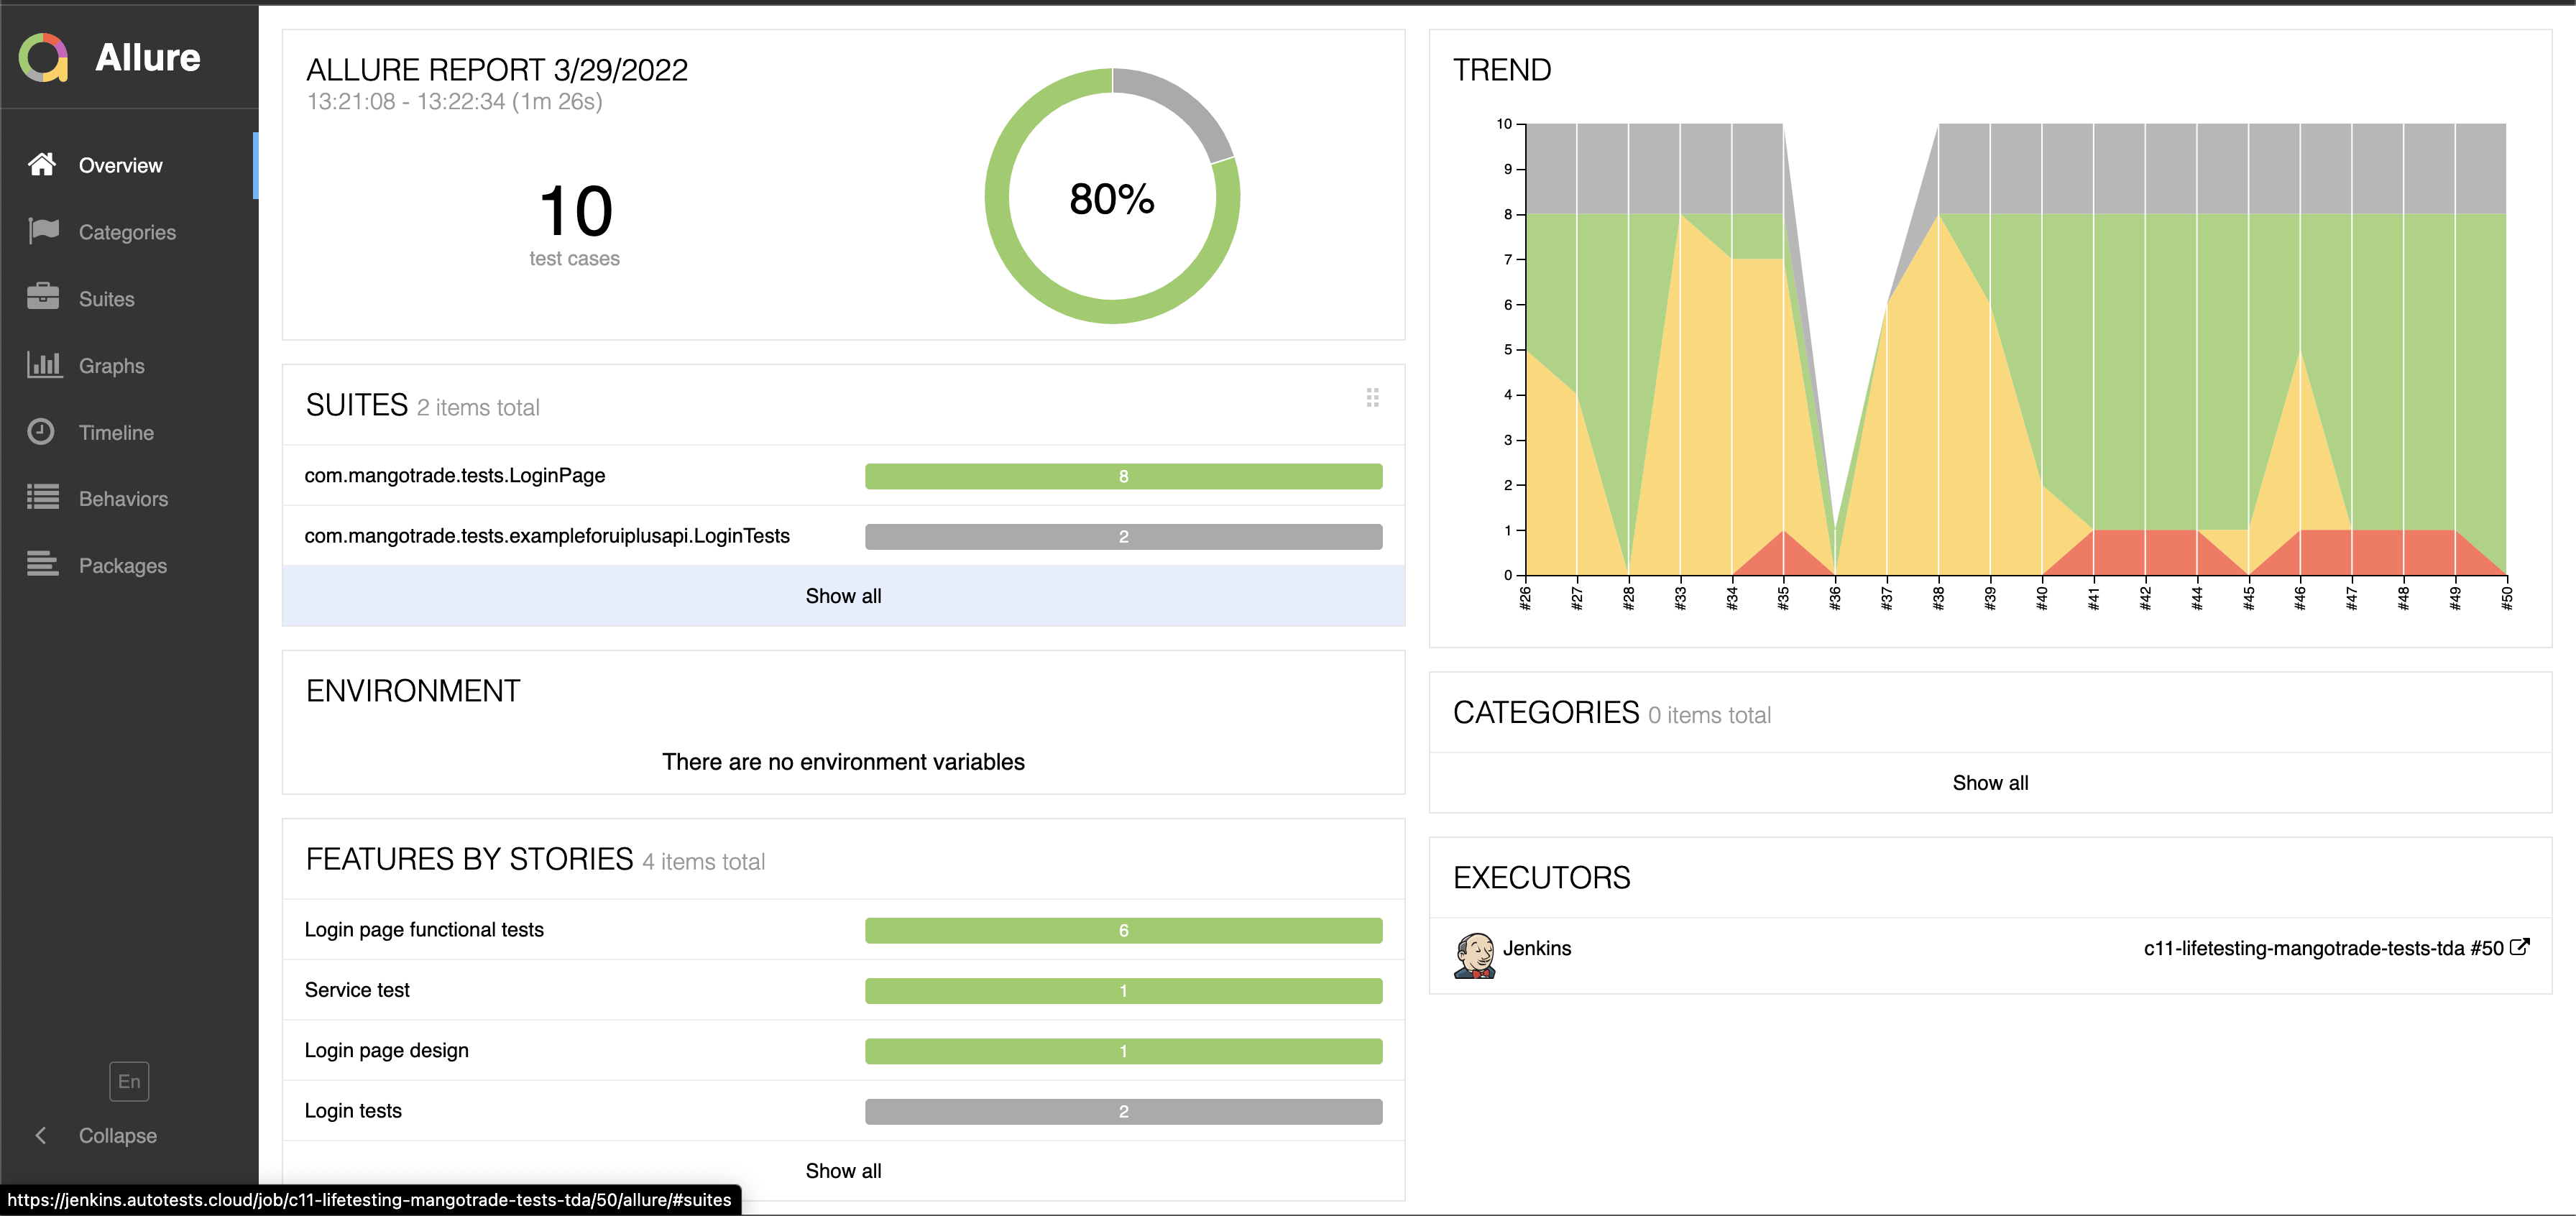 Allure
Overview
Categories
Suites
Graphs
Timeline
Behaviors
Packages
En
Collapse
ALLURE REPORT 3/29/2022
13:21:08 - 13:22:34 (1m 26s)
10
test cases
80%
SUITES 2 items total
com.mangotrade.tests.LoginPage 8
com.mangotrade.tests.exampleforuiplusapi.LoginTests 2
Show all
ENVIRONMENT
There are no environment variables
FEATURES BY STORIES 4 items total
Login page functional tests 6
Service test 1
Login page design 1
Login tests 2
Show all
TREND
10
9
8
7
6
5
4
3
2
1
0
#26 #27 #28 #33 #34 #35 #36 #37 #38 #39 #40 #41 #42 #44 #45 #46 #47 #48 #49 #50
CATEGORIES 0 items total
Show all
EXECUTORS
Jenkins c11-lifetesting-mangotrade-tests-tda #50
https://jenkins.autotests.cloud/job/c11-lifetesting-mangotrade-tests-tda/50/allure/#suites